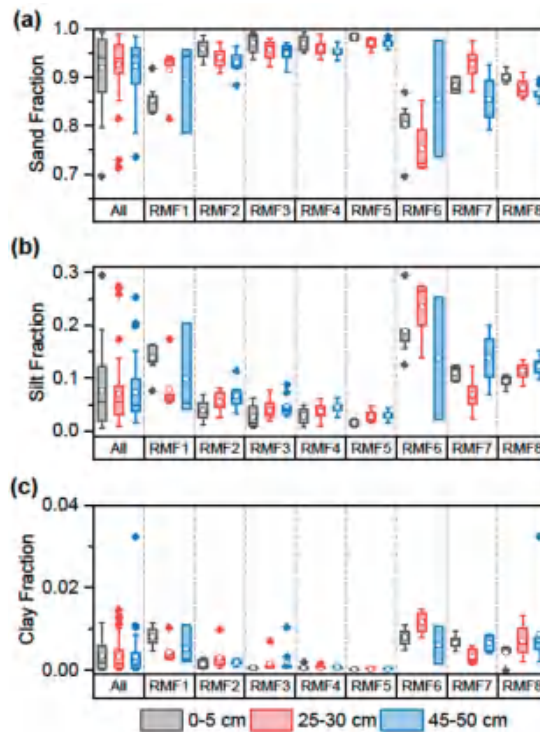 (a)
Sand Fraction
1.0
0.9
0.8
0.7
All RMF1 RMF2 RMF3 RMF4 RMF5 RMF6 RMF7 RMF8
(b)
Silt Fraction
0.3
0.2
0.1
0.0
All RMF1 RMF2 RMF3 RMF4 RMF5 RMF6 RMF7 RMF8
(c)
Clay Fraction
0.04
0.02
0.00
All RMF1 RMF2 RMF3 RMF4 RMF5 RMF6 RMF7 RMF8
0-5 cm 25-30 cm 45-50 cm